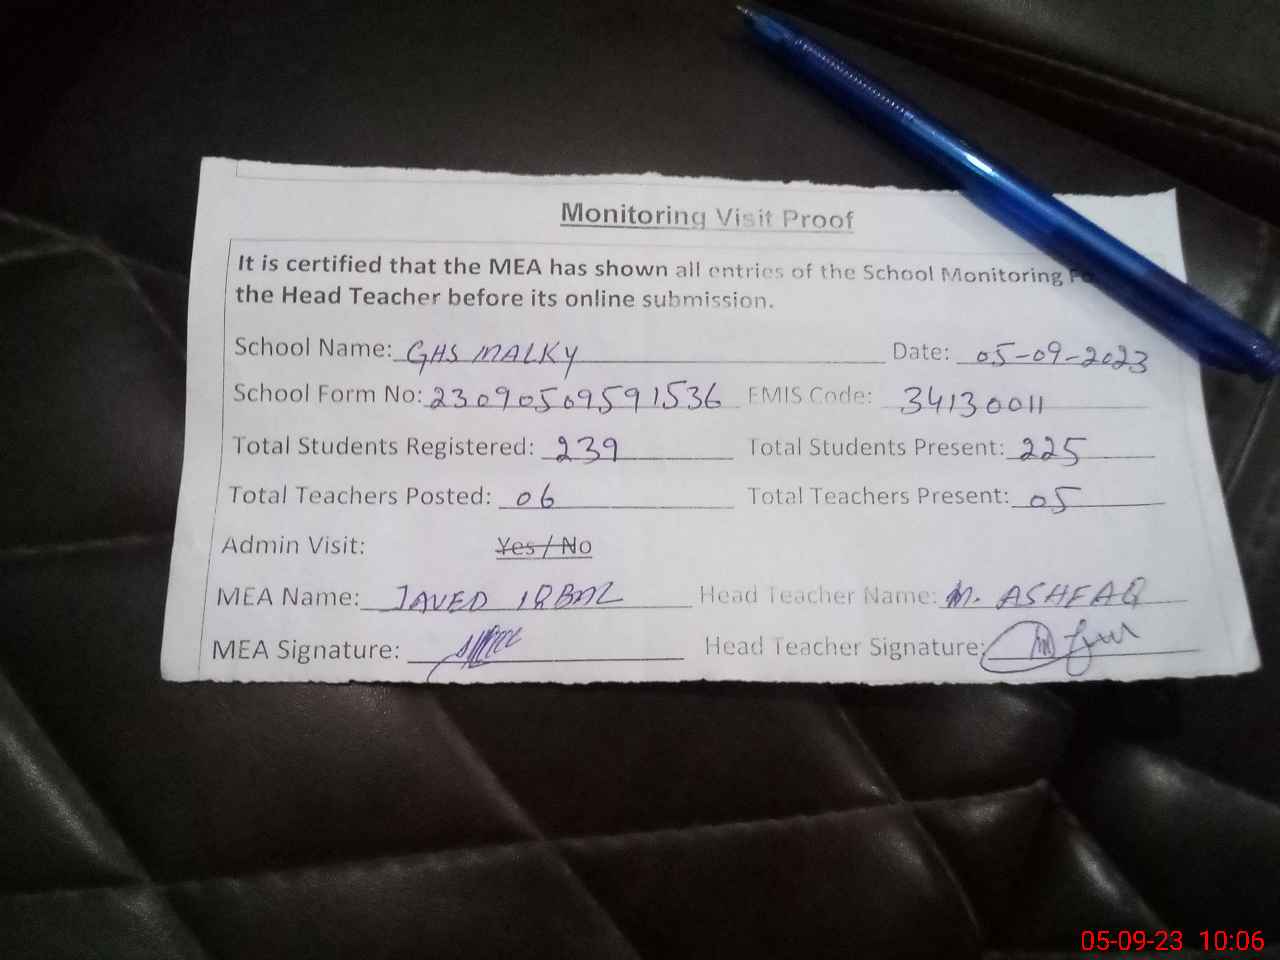 Monitoring Visit Proof
It is certified that the MEA has shown all entries of the School Monitoring
the Head Teacher before its online submission.
School Name: GHS MALKY Date: 05-09-2023
School Form No: 23090509591536 EMIS Code: 34130011
Total Students Registered: 239 Total Students Present: 225
Total Teachers Posted: 06 Total Teachers Present: 05
Admin Visit: Yes / No
MEA Name: JAVED IQBAL Head Teacher Name: M. ASHFAQ
MEA Signature: Head Teacher Signature:
05-09-23 10:06